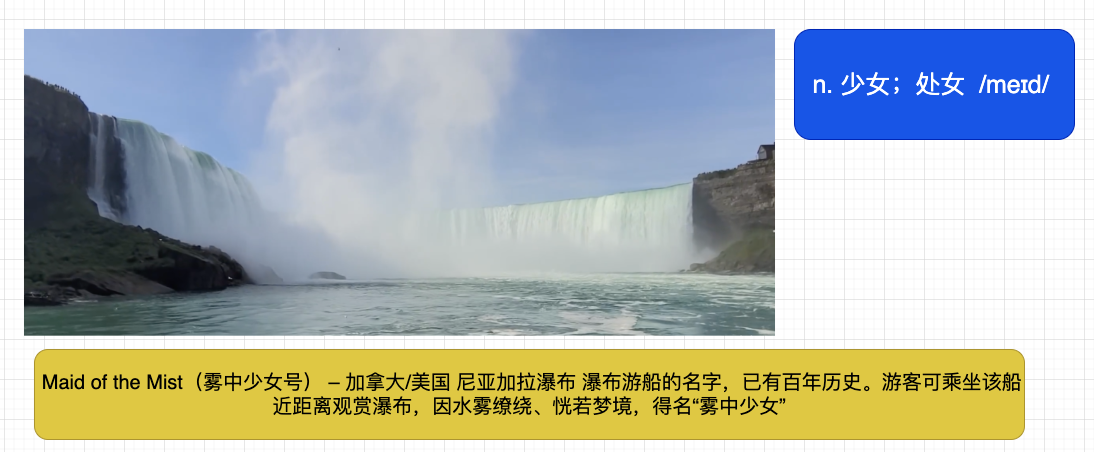 n. 少女；处女 /meɪd/
Maid of the Mist（雾中少女号） – 加拿大/美国 尼亚加拉瀑布 瀑布游船的名字，已有百年历史。游客可乘坐该船
近距离观赏瀑布，因水雾缭绕、恍若梦境，得名“雾中少女”